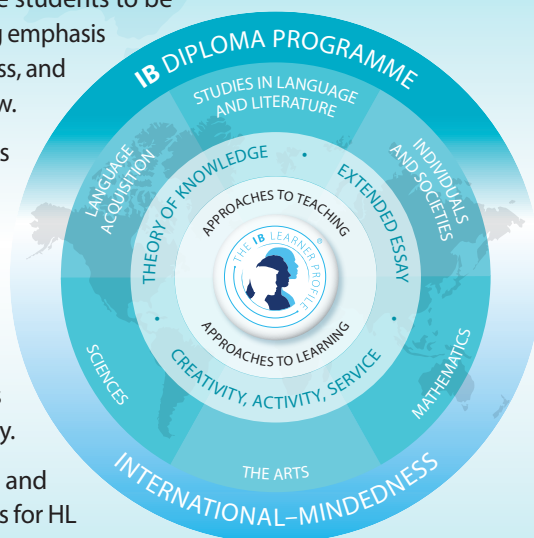 e students to be
g emphasis
ss, and
w.
s
s
y.
and
s for HL
IB DIPLOMA PROGRAMME
STUDIES IN LANGUAGE
AND LITERATURE
LANGUAGE
ACQUISITION
INDIVIDUALS
AND SOCIETIES
THEORY OF KNOWLEDGE •
EXTENDED ESSAY
APPROACHES TO TEACHING
THE IB LEARNER PROFILE ®
APPROACHES TO LEARNING
• CREATIVITY, ACTIVITY, SERVICE •
SCIENCES
MATHEMATICS
THE ARTS
INTERNATIONAL–MINDEDNESS